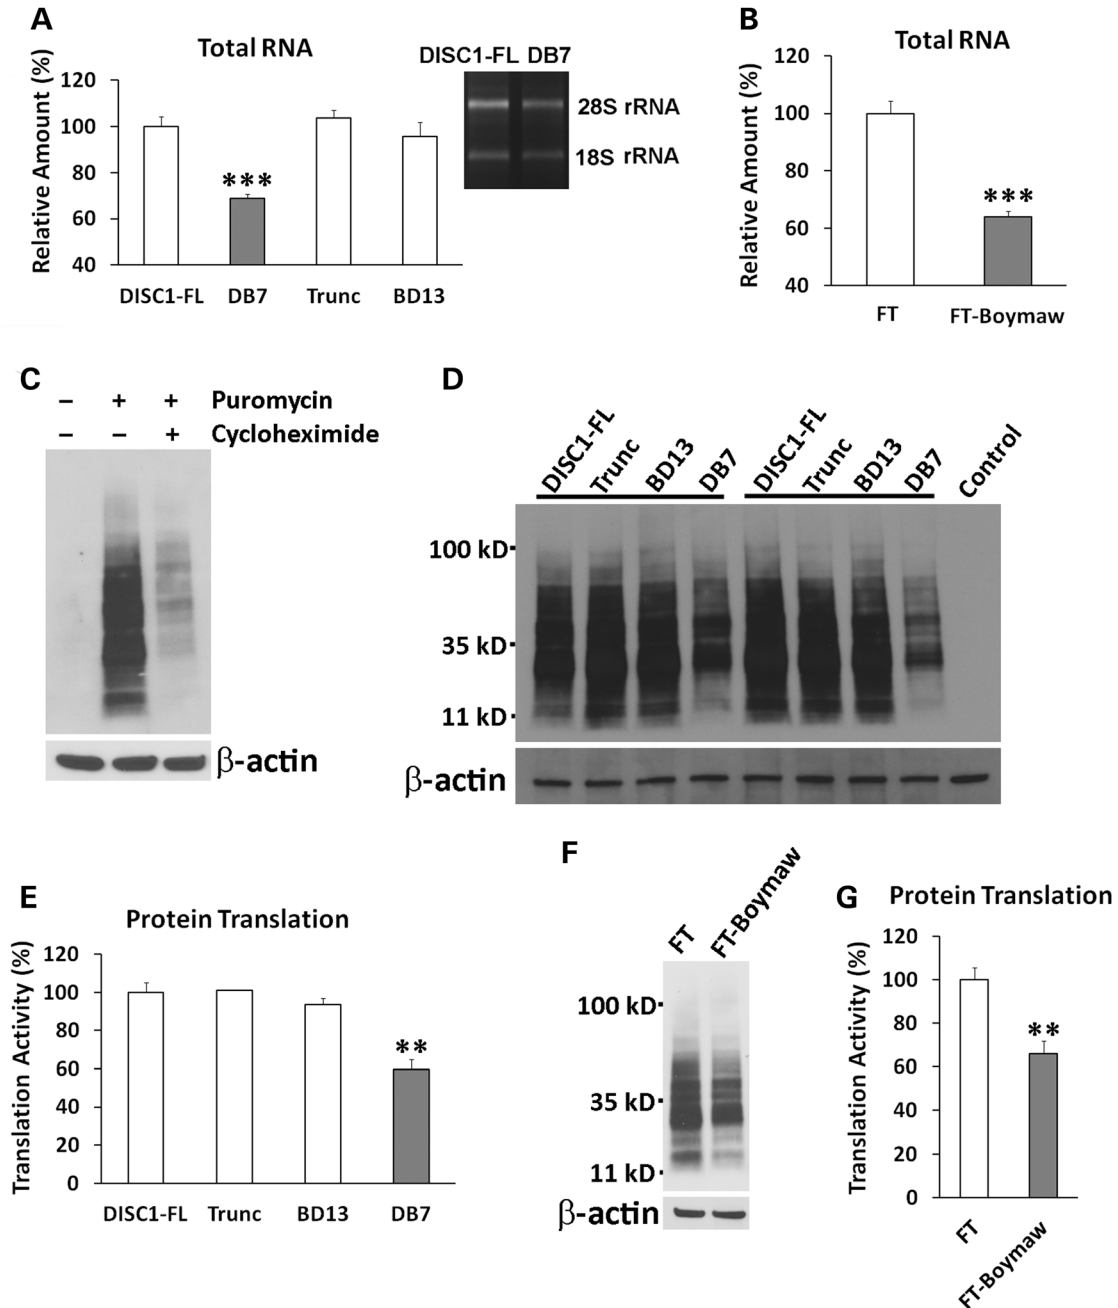 A
Total RNA
Relative Amount (%)
120
100
80
60
40
***
DISC1-FL DB7 Trunc BD13
DISC1-FL DB7
28S rRNA
18S rRNA
B
Total RNA
Relative Amount (%)
120
100
80
60
40
***
FT FT-Boymaw
C
– + + Puromycin
– – + Cycloheximide
β-actin
D
DISC1-FL Trunc BD13 DB7 DISC1-FL Trunc BD13 DB7 Control
100 kD
35 kD
11 kD
β-actin
E
Protein Translation
Translation Activity (%)
120
100
80
60
40
20
0
**
DISC1-FL Trunc BD13 DB7
F
FT FT-Boymaw
100 kD
35 kD
11 kD
β-actin
G
Protein Translation
Translation Activity (%)
120
100
80
60
40
20
0
**
FT FT-Boymaw